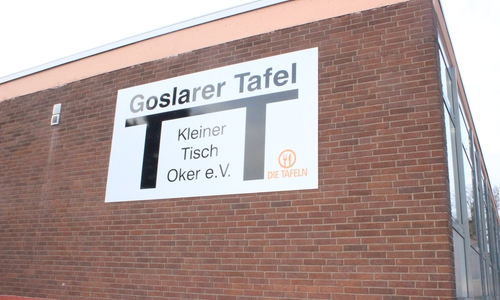 Goslarer Tafel
Kleiner
Tisch
Oker e.V.
DIE TAFELN